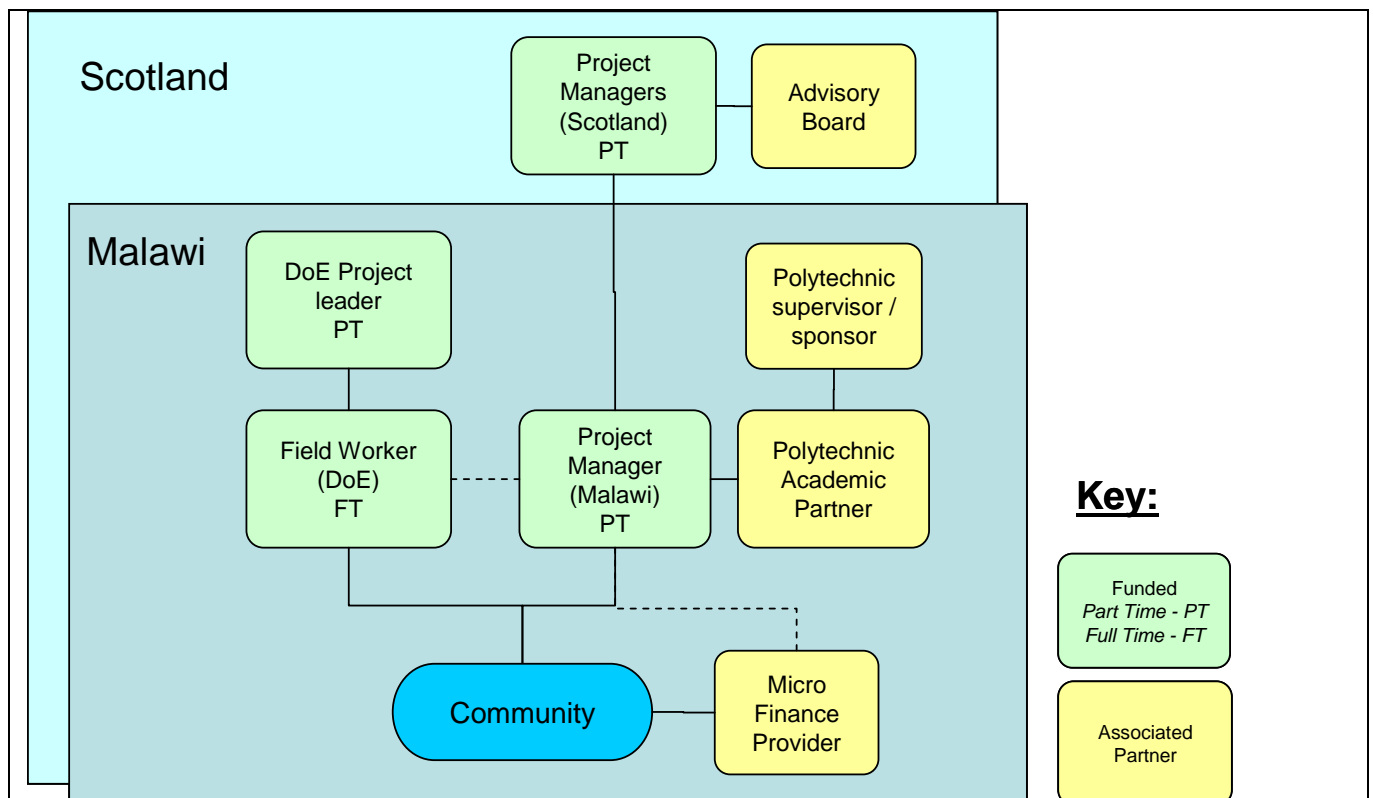 Scotland
Project
Managers
(Scotland)
PT
Advisory
Board
Malawi
DoE Project
leader
PT
Polytechnic
supervisor /
sponsor
Field Worker
(DoE)
FT
Project
Manager
(Malawi)
PT
Polytechnic
Academic
Partner
Community
Micro
Finance
Provider
Key:
Funded
Part Time - PT
Full Time - FT
Associated
Partner